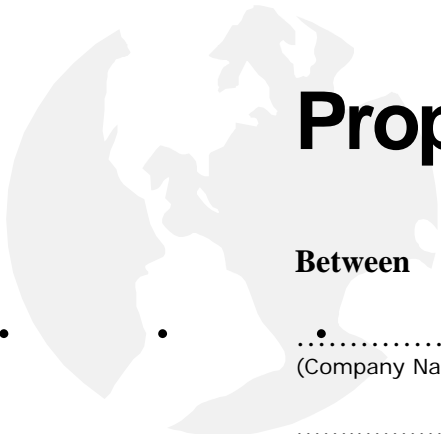 Prop
Between
• • •..............
(Company Na
..................